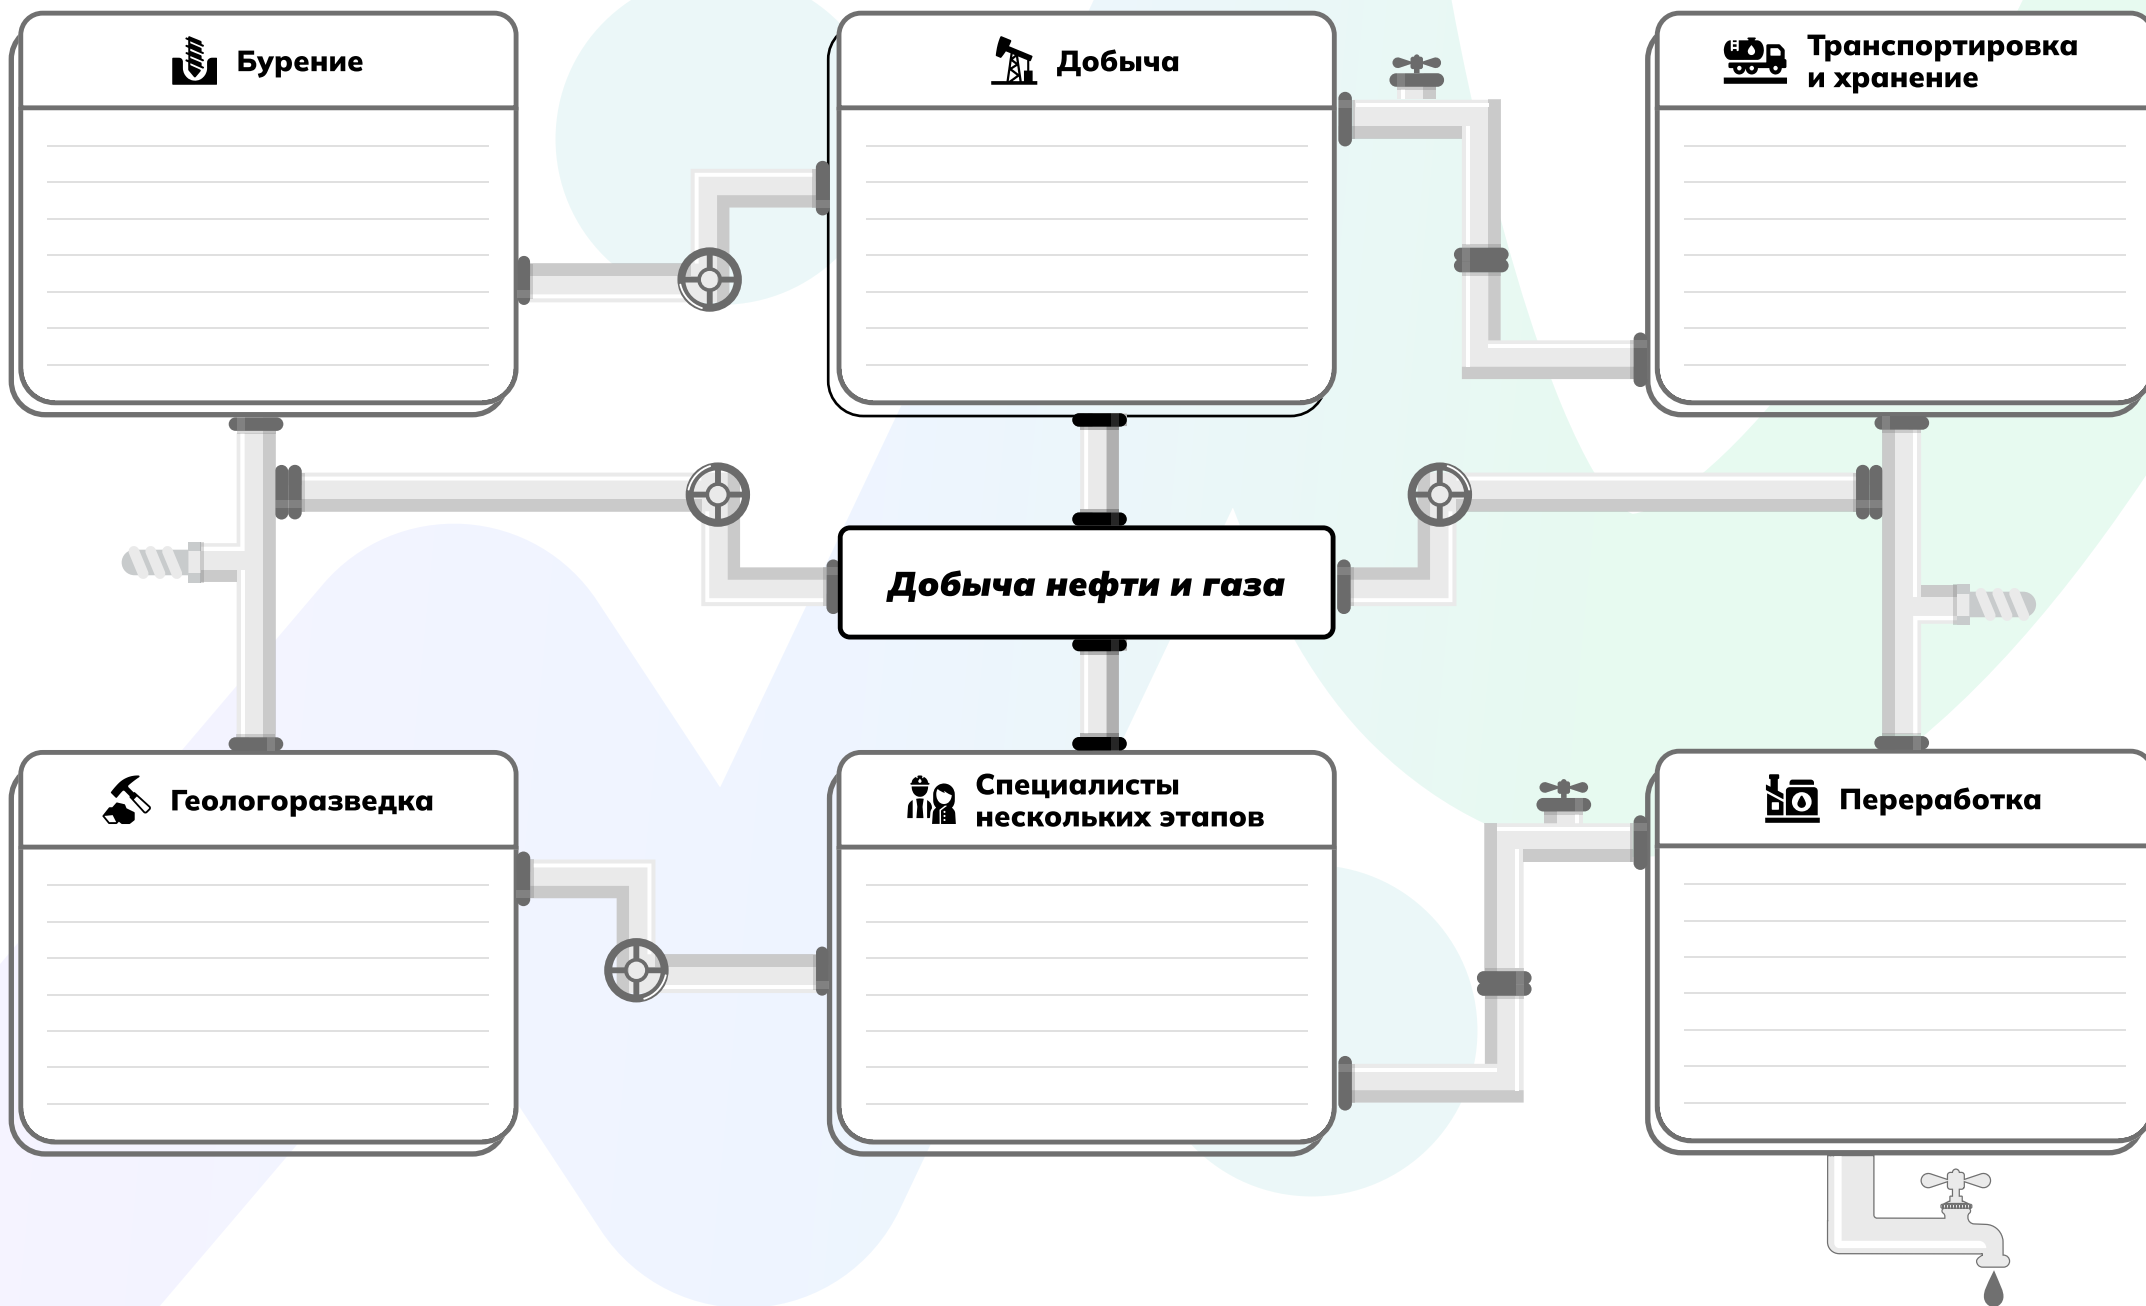 Бурение
Добыча
Транспортировка
и хранение
Добыча нефти и газа
Геологоразведка
Специалисты
нескольких этапов
Переработка